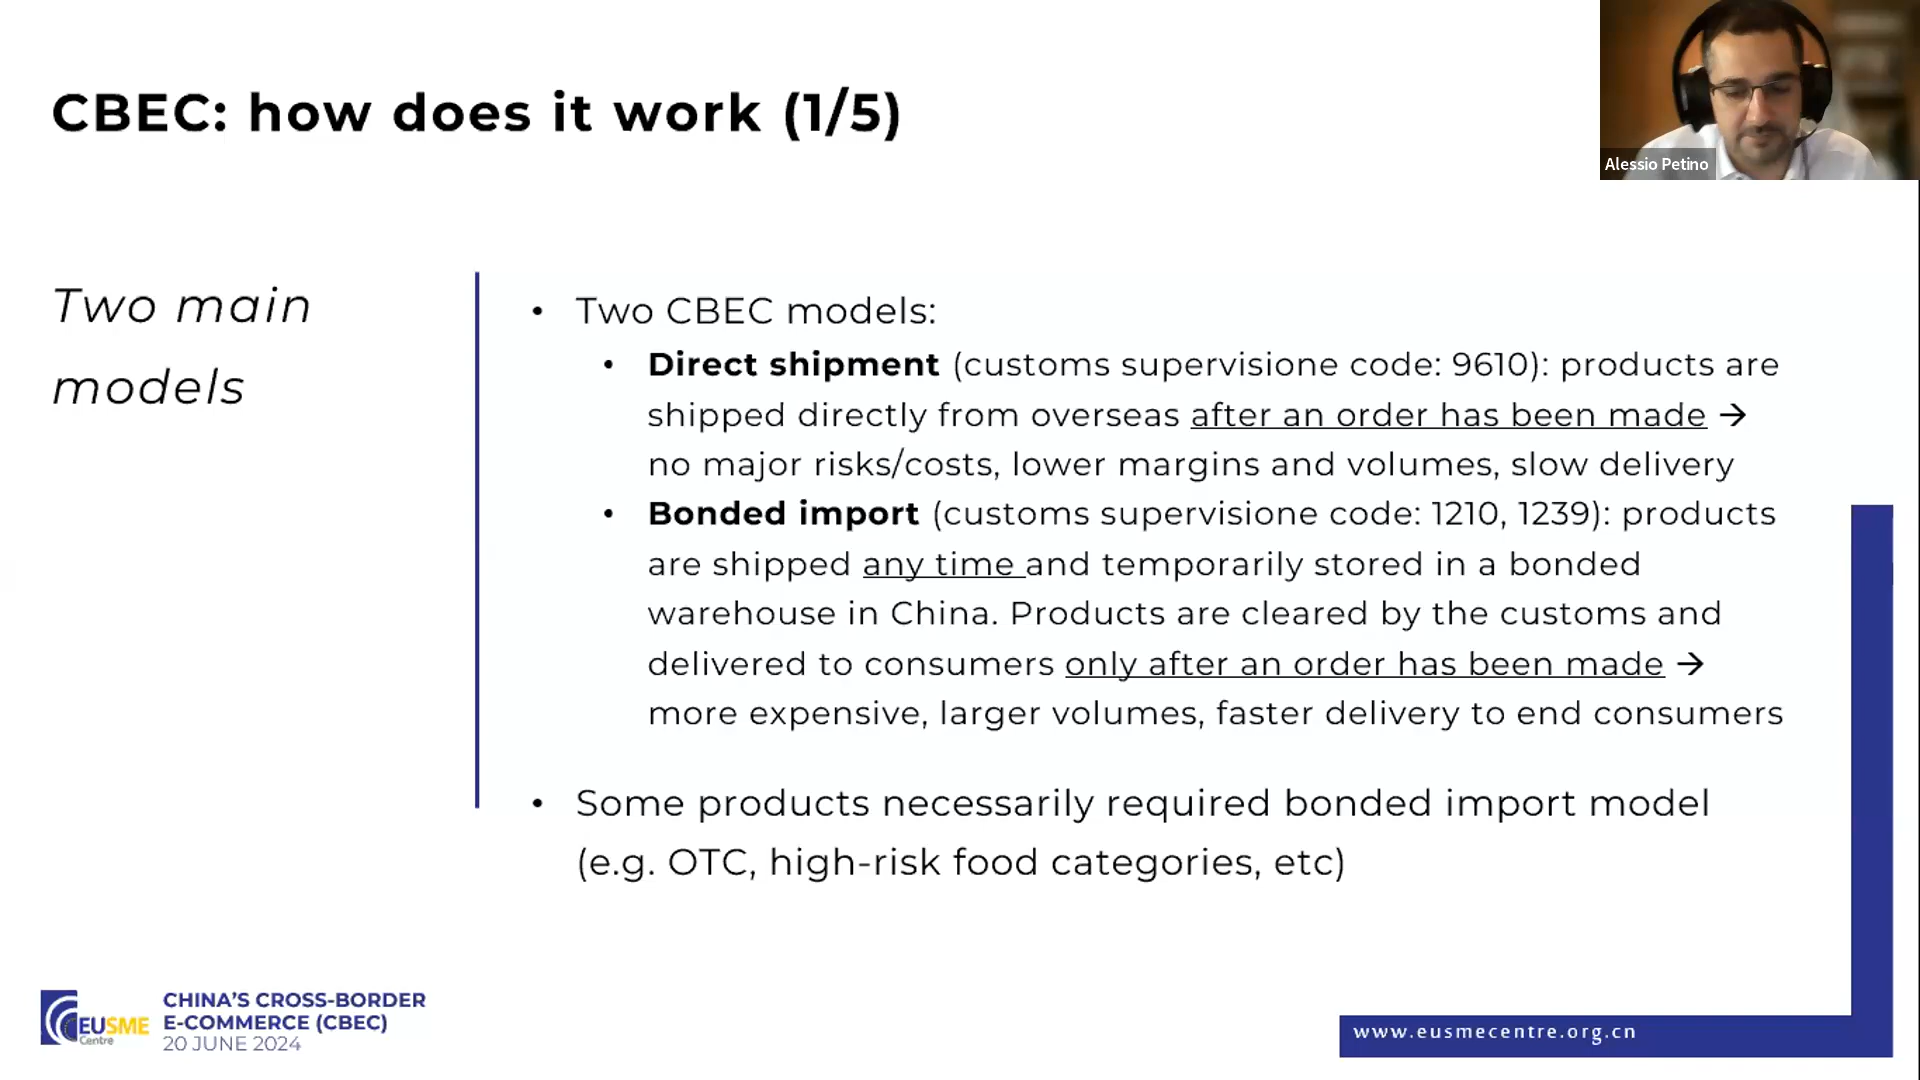 CBEC: how does it work (1/5)
Alessio Petino
Two main
models
• Two CBEC models:
• Direct shipment (customs supervisione code: 9610): products are
shipped directly from overseas after an order has been made →
no major risks/costs, lower margins and volumes, slow delivery
• Bonded import (customs supervisione code: 1210, 1239): products
are shipped any time and temporarily stored in a bonded
warehouse in China. Products are cleared by the customs and
delivered to consumers only after an order has been made →
more expensive, larger volumes, faster delivery to end consumers
• Some products necessarily required bonded import model
(e.g. OTC, high-risk food categories, etc)
EUSME
Centre
CHINA'S CROSS-BORDER
E-COMMERCE (CBEC)
20 JUNE 2024
www.eusmecentre.org.cn